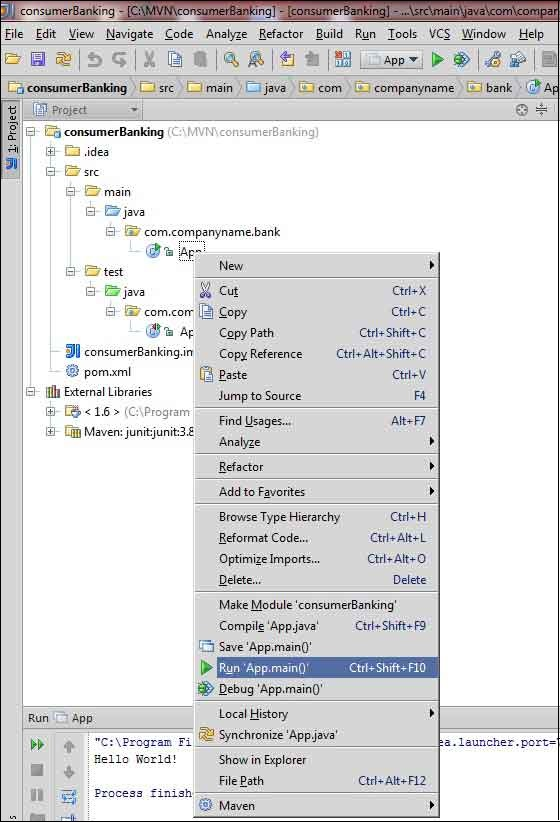 consumerBanking - [C:\MVN\consumerBanking] - [consumerBanking] - ...\src\main\java\com\compan
File Edit View Navigate Code Analyze Refactor Build Run Tools VCS Window Help
App
consumerBanking src main java com companyname bank Ap
1: Project
Project
consumerBanking (C:\MVN\consumerBanking)
.idea
src
main
java
com.companyname.bank
App
test
java
com.com
Ap
consumerBanking.im
pom.xml
External Libraries
< 1.6 > (C:\Program
Maven: junit:junit:3.8
New
Cut Ctrl+X
Copy Ctrl+C
Copy Path Ctrl+Shift+C
Copy Reference Ctrl+Alt+Shift+C
Paste Ctrl+V
Jump to Source F4
Find Usages... Alt+F7
Analyze
Refactor
Add to Favorites
Browse Type Hierarchy Ctrl+H
Reformat Code... Ctrl+Alt+L
Optimize Imports... Ctrl+Alt+O
Delete... Delete
Make Module 'consumerBanking'
Compile 'App.java' Ctrl+Shift+F9
Save 'App.main()'
Run 'App.main()' Ctrl+Shift+F10
Debug 'App.main()'
Local History
Synchronize 'App.java'
Show in Explorer
File Path Ctrl+Alt+F12
Maven
Run App
"C:\Program Fi ea.launcher.port=
Hello World!
Process finishe